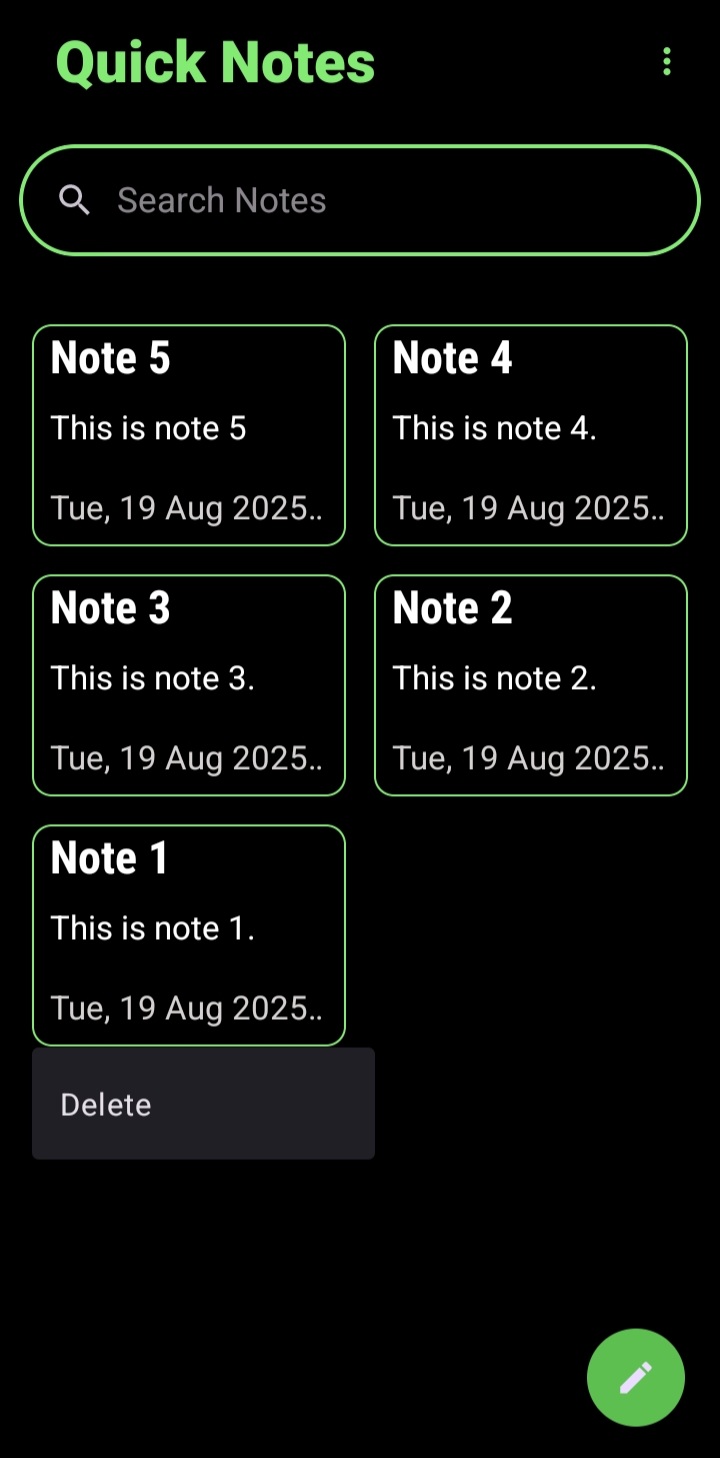 Quick Notes
Search Notes
Note 5
This is note 5
Tue, 19 Aug 2025..
Note 4
This is note 4.
Tue, 19 Aug 2025..
Note 3
This is note 3.
Tue, 19 Aug 2025..
Note 2
This is note 2.
Tue, 19 Aug 2025..
Note 1
This is note 1.
Tue, 19 Aug 2025..
Delete